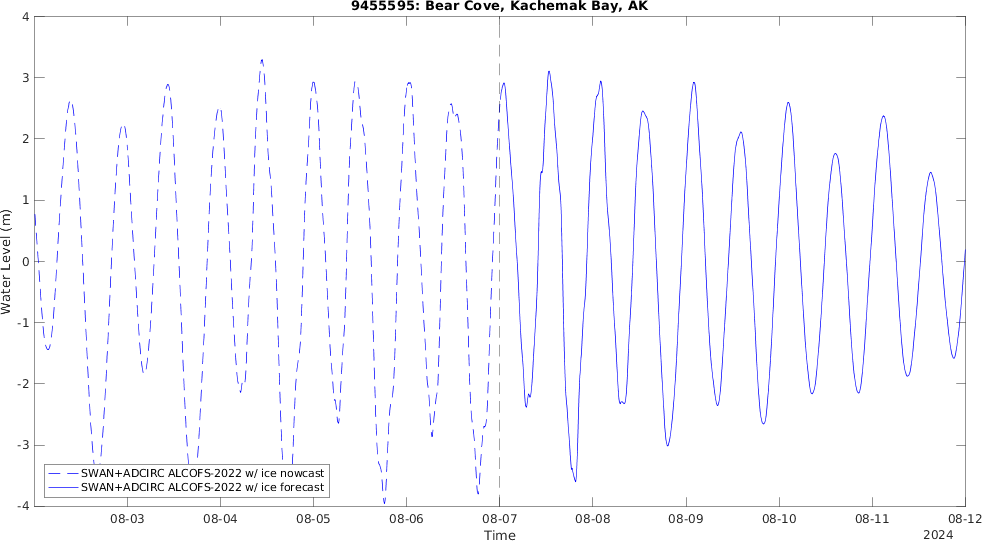 9455595: Bear Cove, Kachemak Bay, AK
Water Level (m)
4
3
2
1
0
-1
-2
-3
-4
SWAN+ADCIRC ALCOFS-2022 w/ ice nowcast
SWAN+ADCIRC ALCOFS-2022 w/ ice forecast
08-03 08-04 08-05 08-06 08-07 08-08 08-09 08-10 08-11 08-12
Time
2024